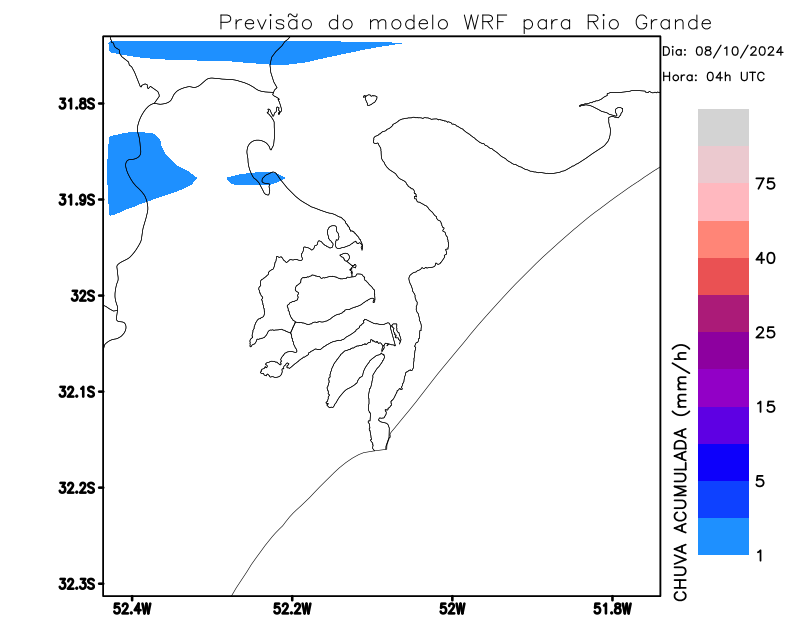 Previsão do modelo WRF para Rio Grande
Dia: 08/10/2024
Hora: 04h UTC
31.8S
31.9S
32S
32.1S
32.2S
32.3S
52.4W
52.2W
52W
51.8W
75
40
25
15
5
1
CHUVA ACUMULADA (mm/h)